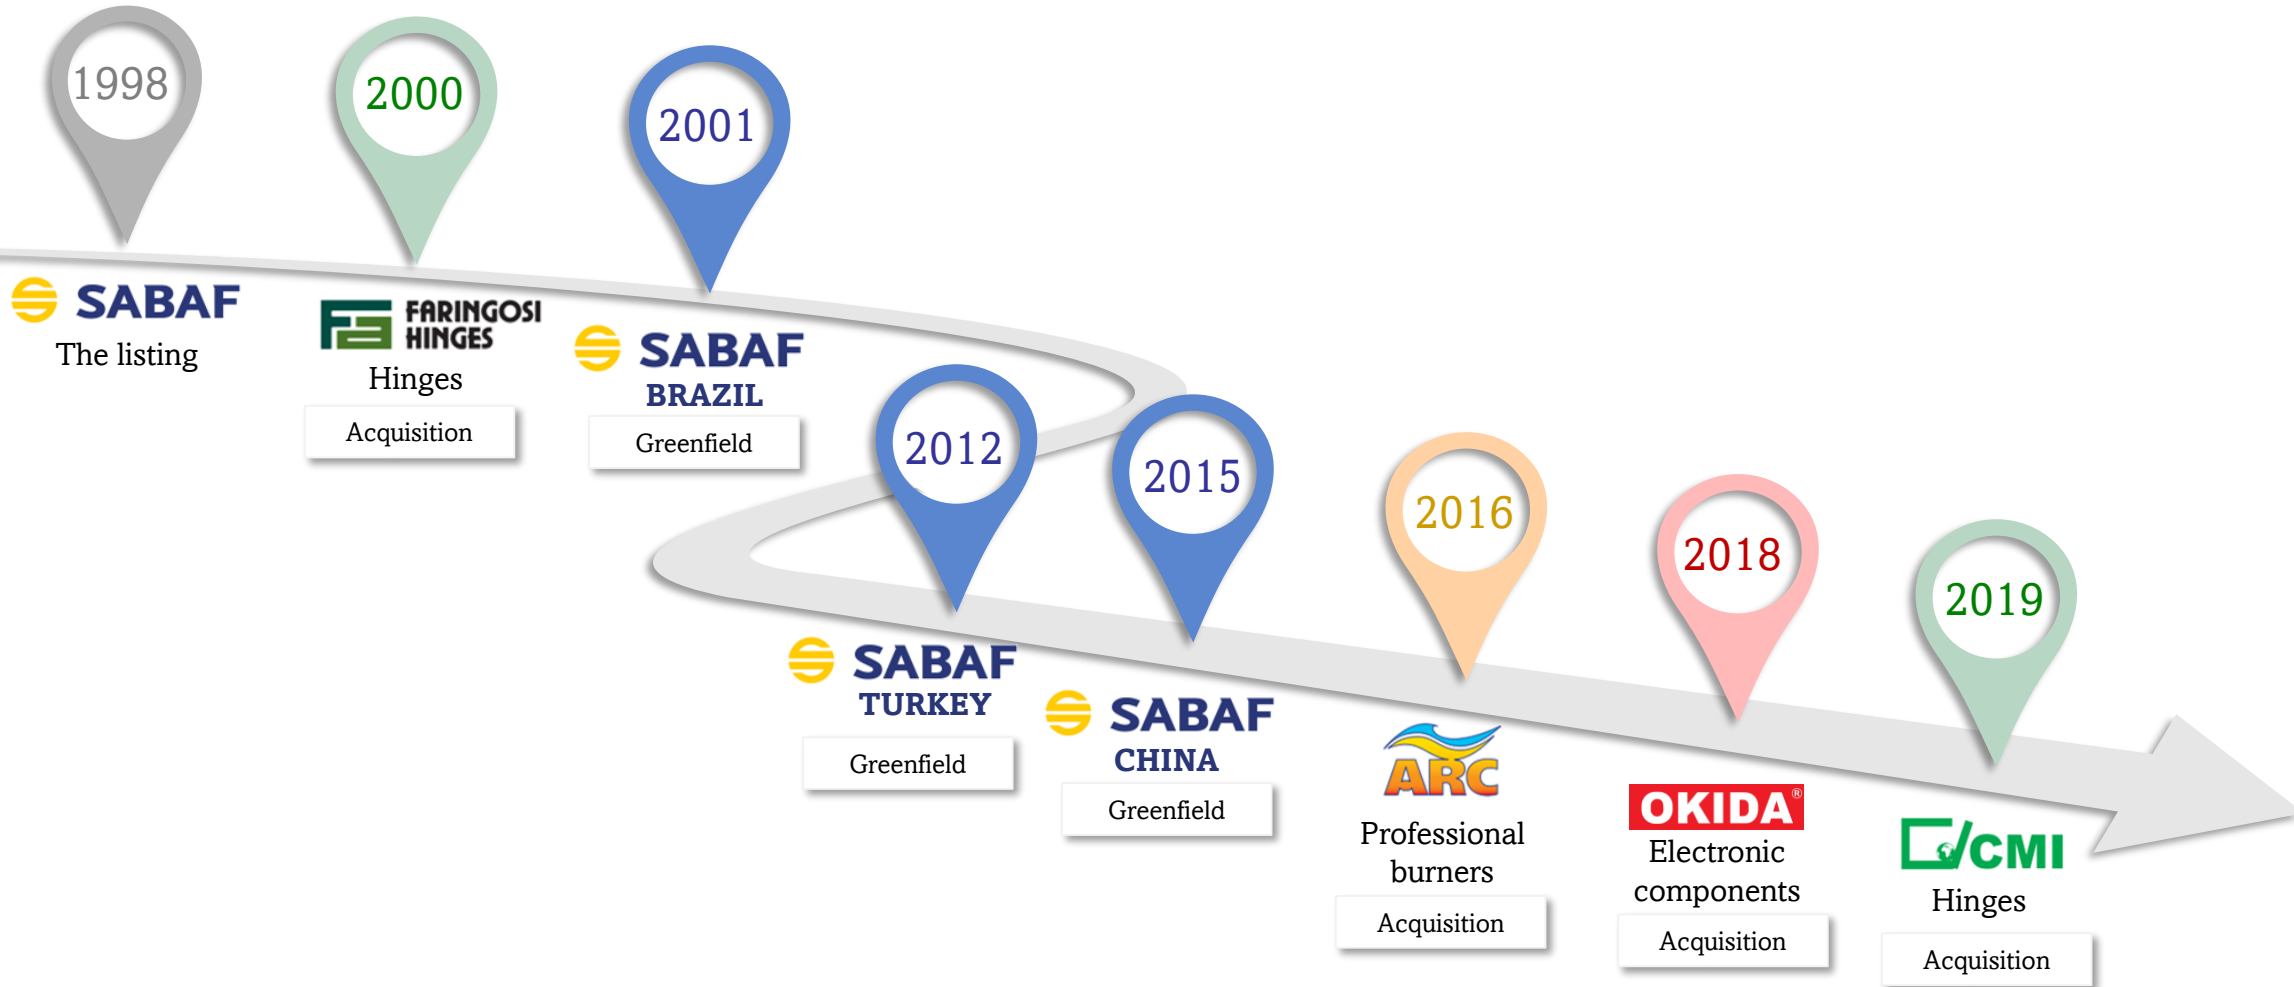 1998
SABAF
The listing
2000
FARINGOSI
HINGES
Hinges
Acquisition
2001
SABAF
BRAZIL
Greenfield
2012
SABAF
TURKEY
Greenfield
2015
SABAF
CHINA
Greenfield
2016
ARC
Professional
burners
Acquisition
2018
OKIDA®
Electronic
components
Acquisition
2019
CMI
Hinges
Acquisition